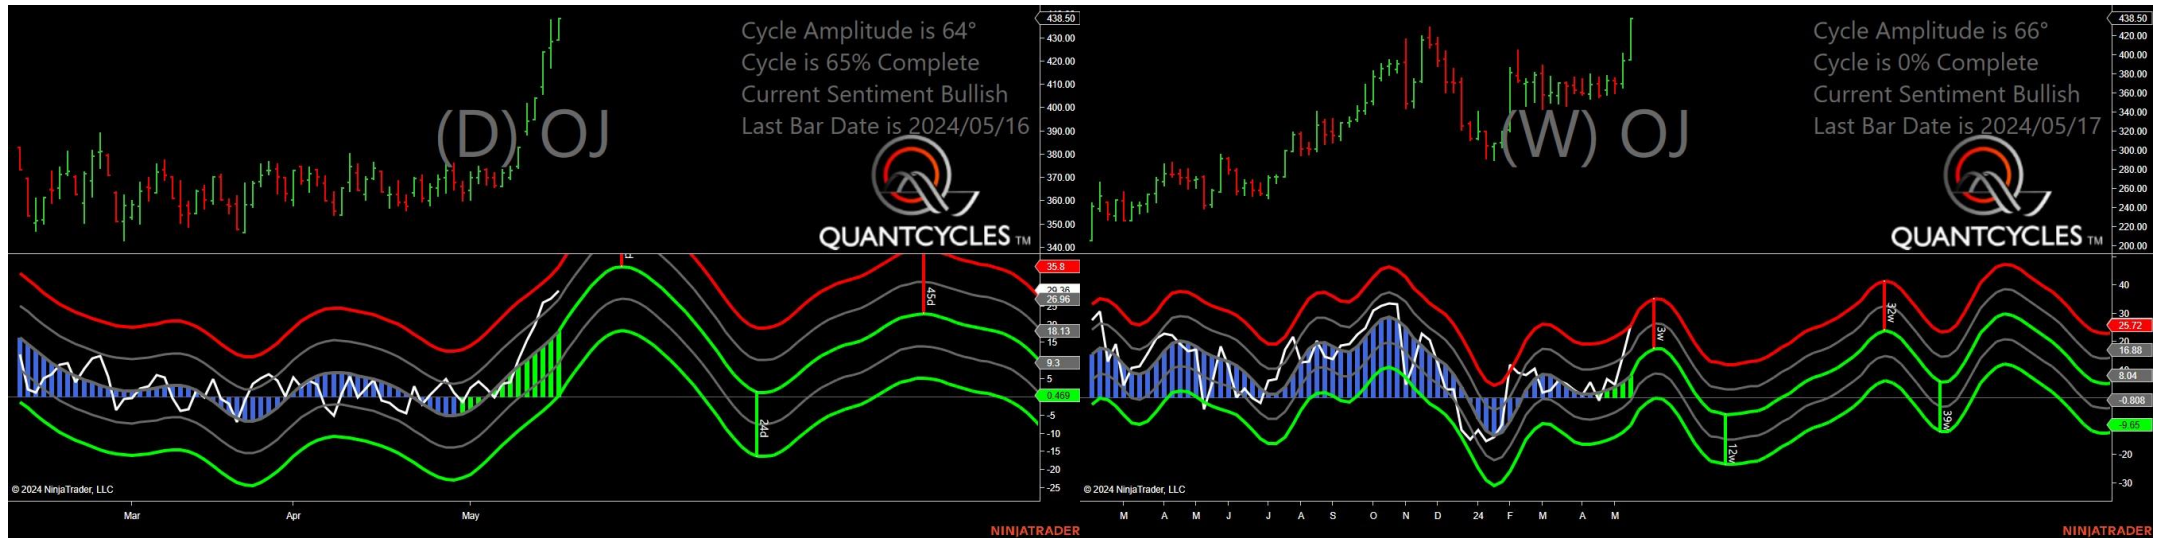 Cycle Amplitude is 64°
Cycle is 65% Complete
Current Sentiment Bullish
Last Bar Date is 2024/05/16
(D) OJ
QUANTCYCLES TM
438.50
430.00
420.00
410.00
400.00
390.00
380.00
370.00
360.00
350.00
340.00
35.8
29.36
26.96
18.13
15
9.3
5
0.469
-5
-10
-15
-20
-25
24d
45d
© 2024 NinjaTrader, LLC
Mar Apr May
NINJATRADER
Cycle Amplitude is 66°
Cycle is 0% Complete
Current Sentiment Bullish
Last Bar Date is 2024/05/17
(W) OJ
QUANTCYCLES TM
438.50
420.00
400.00
380.00
360.00
340.00
320.00
300.00
280.00
260.00
240.00
220.00
200.00
40
30
25.72
20
16.88
8.04
-0.808
-9.65
-20
-30
3w
12w
32w
39w
© 2024 NinjaTrader, LLC
M A M J J A S O N D 24 F M A M
NINJATRADER